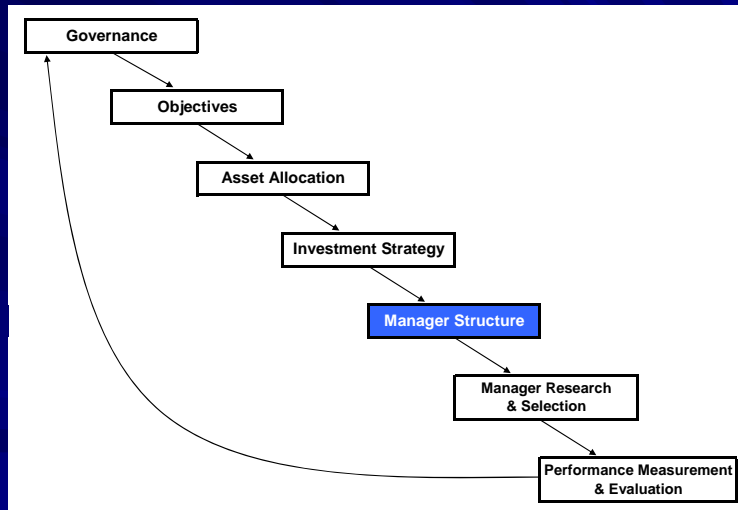 Governance
Objectives
Asset Allocation
Investment Strategy
Manager Structure
Manager Research
& Selection
Performance Measurement
& Evaluation